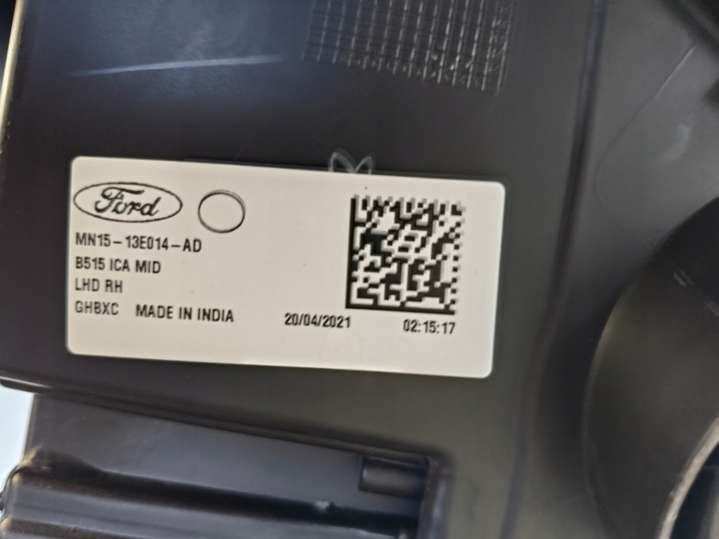 Ford
MN15-13E014-AD
B515 ICA MID
LHD RH
GHBXC MADE IN INDIA 20/04/2021 02:15:17